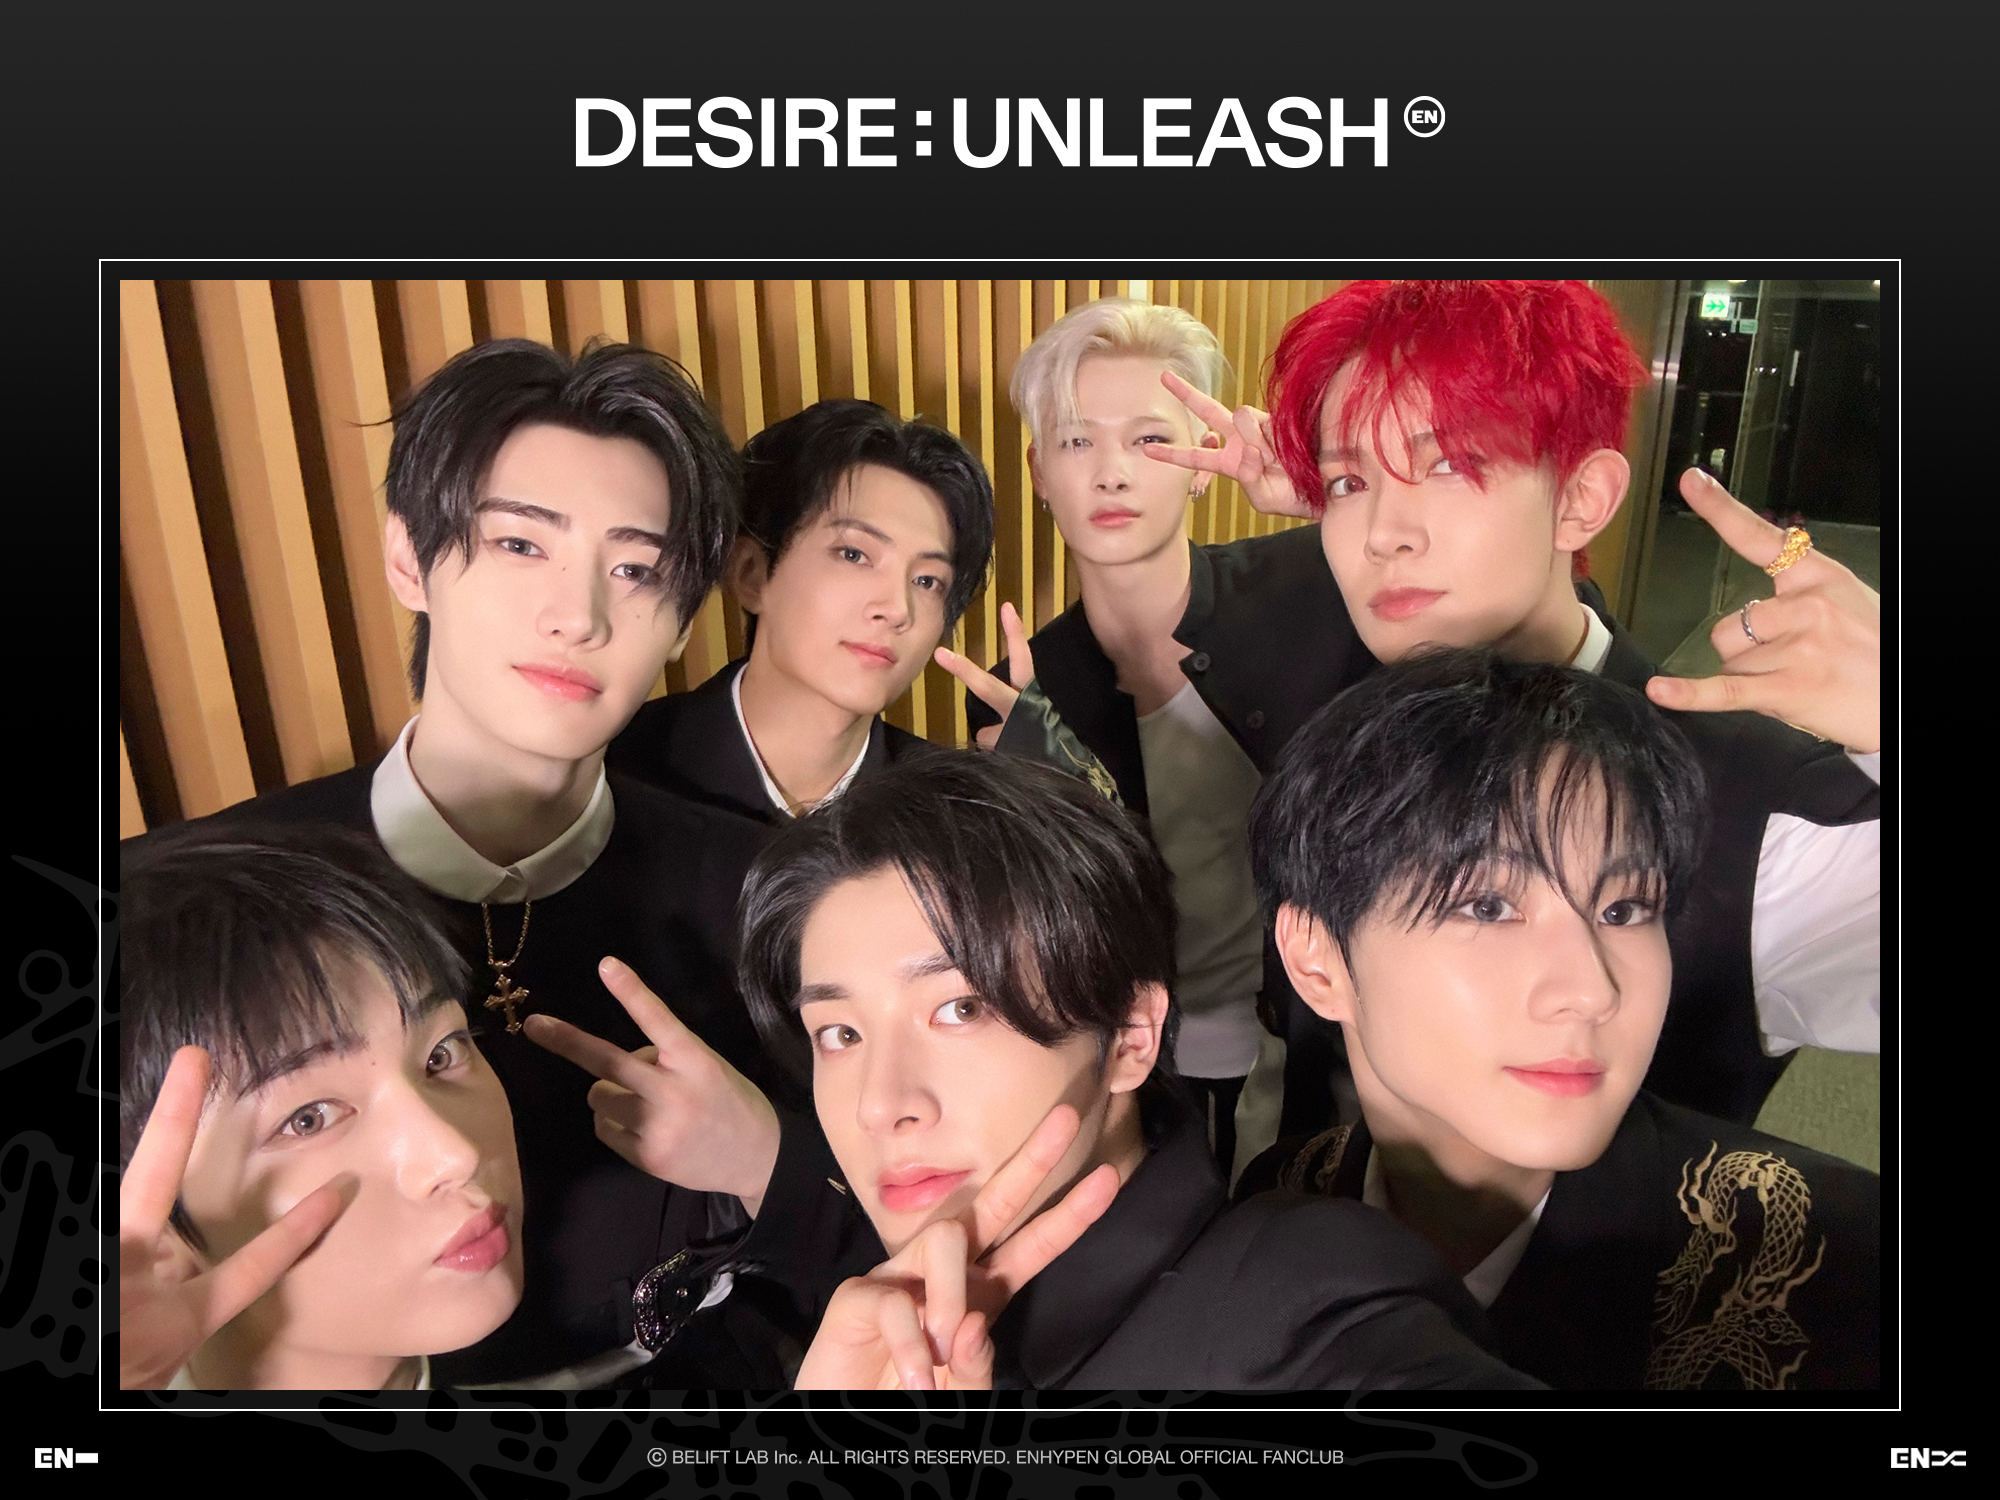 DESIRE : UNLEASH EN
EN-
© BELIFT LAB Inc. ALL RIGHTS RESERVED. ENHYPEN GLOBAL OFFICIAL FANCLUB
EN